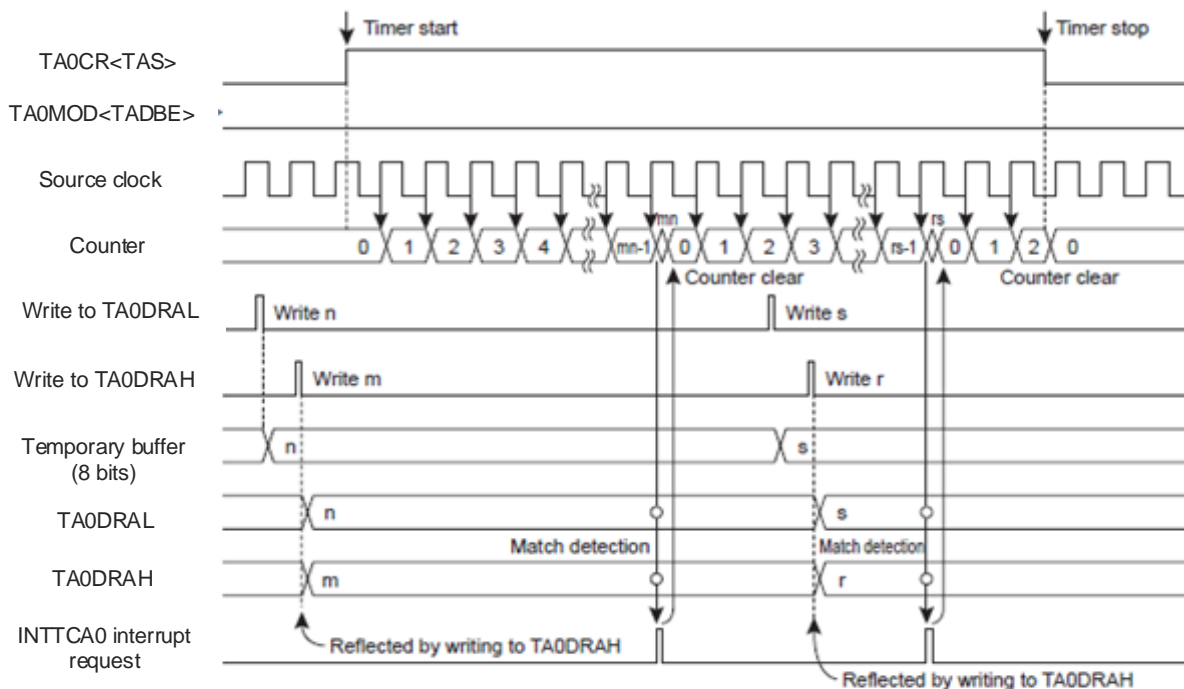 Timer start
Timer stop
TA0CR<TAS>
TA0MOD<TADBE>
Source clock
mn
rs
Counter
0 1 2 3 4 mn-1 0 1 2 3 rs-1 0 1 2 0
Counter clear
Counter clear
Write to TA0DRAL
Write n
Write s
Write to TA0DRAH
Write m
Write r
Temporary buffer
(8 bits)
n
s
TA0DRAL
n
s
Match detection
Match detection
TA0DRAH
m
r
INTTCA0 interrupt
request
Reflected by writing to TA0DRAH
Reflected by writing to TA0DRAH